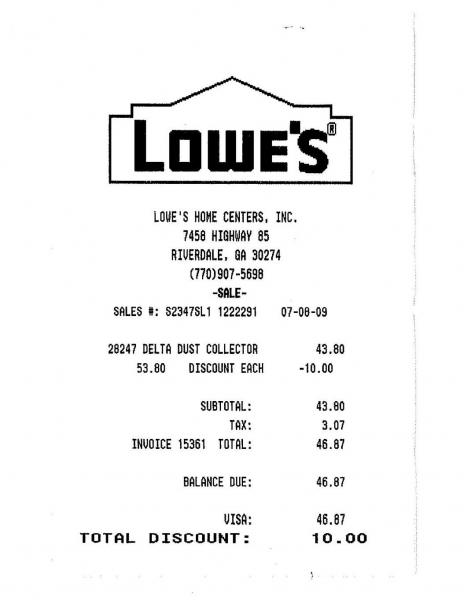 LOWE'S®
LOWE'S HOME CENTERS, INC.
7458 HIGHWAY 85
RIVERDALE, GA 30274
(770)907-5698
-SALE-
SALES #: S2347SL1 1222291 07-08-09
28247 DELTA DUST COLLECTOR 43.80
53.80 DISCOUNT EACH -10.00
SUBTOTAL: 43.80
TAX: 3.07
INVOICE 15361 TOTAL: 46.87
BALANCE DUE: 46.87
VISA: 46.87
TOTAL DISCOUNT: 10.00